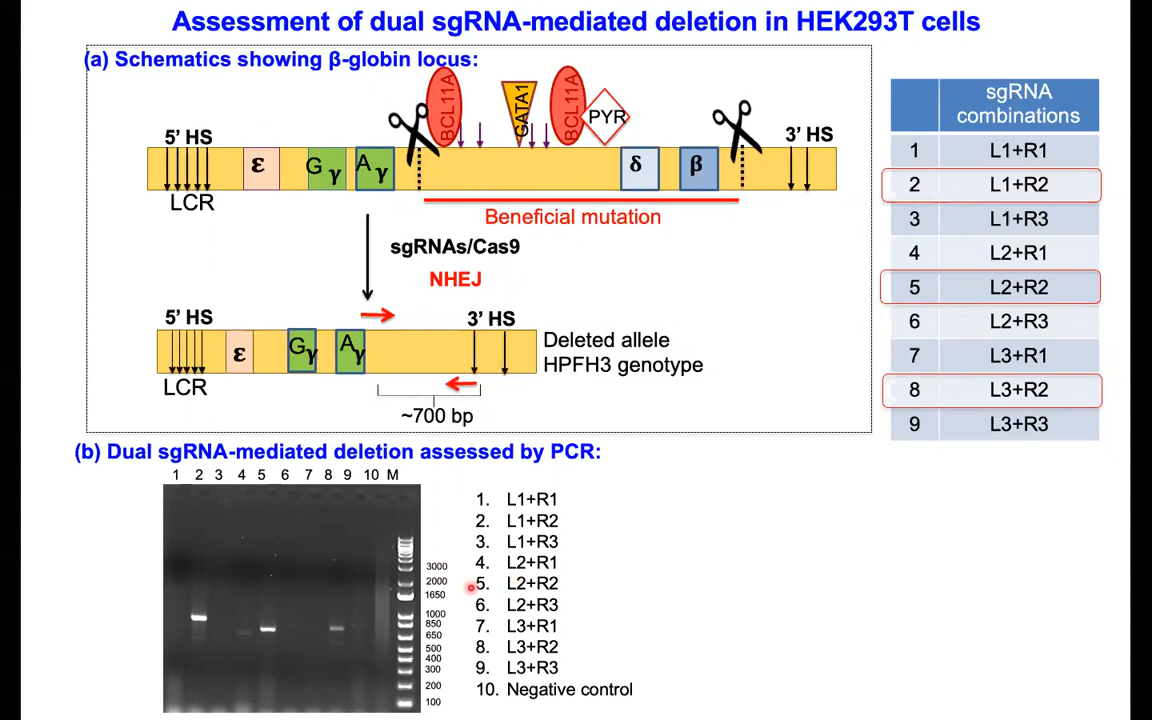 Assessment of dual sgRNA-mediated deletion in HEK293T cells
(a) Schematics showing β-globin locus:
BCL11A
GATA1
BCL11A
PYR
5’ HS
3’ HS
ε
G γ
A γ
δ
β
LCR
Beneficial mutation
sgRNAs/Cas9
NHEJ
5’ HS
3’ HS
ε
Gγ
Aγ
Deleted allele
HPFH3 genotype
LCR
~700 bp
sgRNA
combinations
1 L1+R1
2 L1+R2
3 L1+R3
4 L2+R1
5 L2+R2
6 L2+R3
7 L3+R1
8 L3+R2
9 L3+R3
(b) Dual sgRNA-mediated deletion assessed by PCR:
1 2 3 4 5 6 7 8 9 10 M
3000
2000
1650
1000
850
650
500
400
300
200
100
1. L1+R1
2. L1+R2
3. L1+R3
4. L2+R1
5. L2+R2
6. L2+R3
7. L3+R1
8. L3+R2
9. L3+R3
10. Negative control